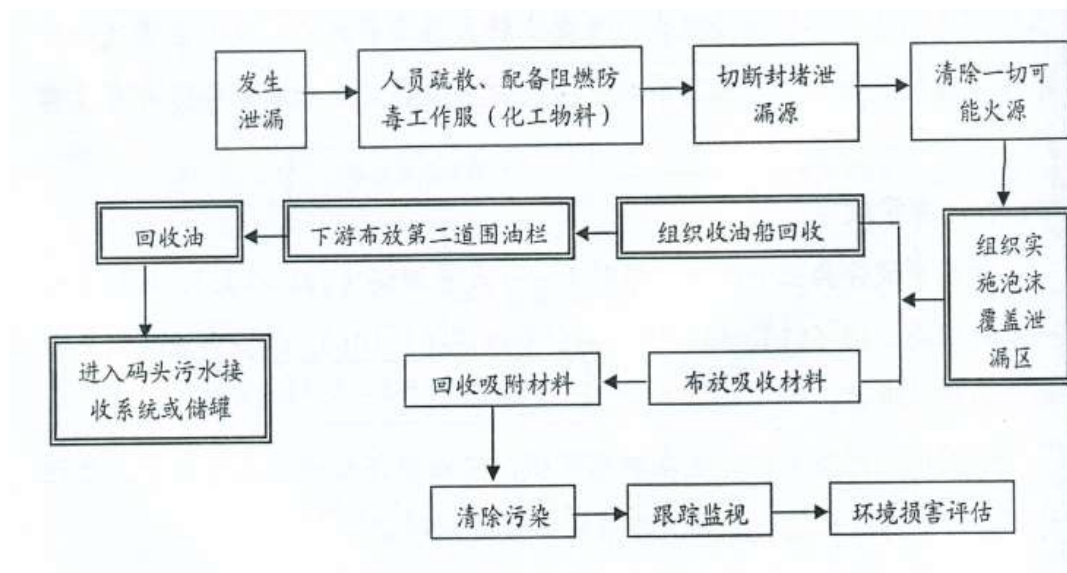 发生
泄漏
人员疏散、配备阻燃防
毒工作服（化工物料）
切断封堵泄
漏源
清除一切可
能火源
组织实
施泡沫
覆盖泄
漏区
组织收油船回收
下游布放第二道围油栏
回收油
进入码头污水接
收系统或储罐
布放吸收材料
回收吸附材料
清除污染
跟踪监视
环境损害评估